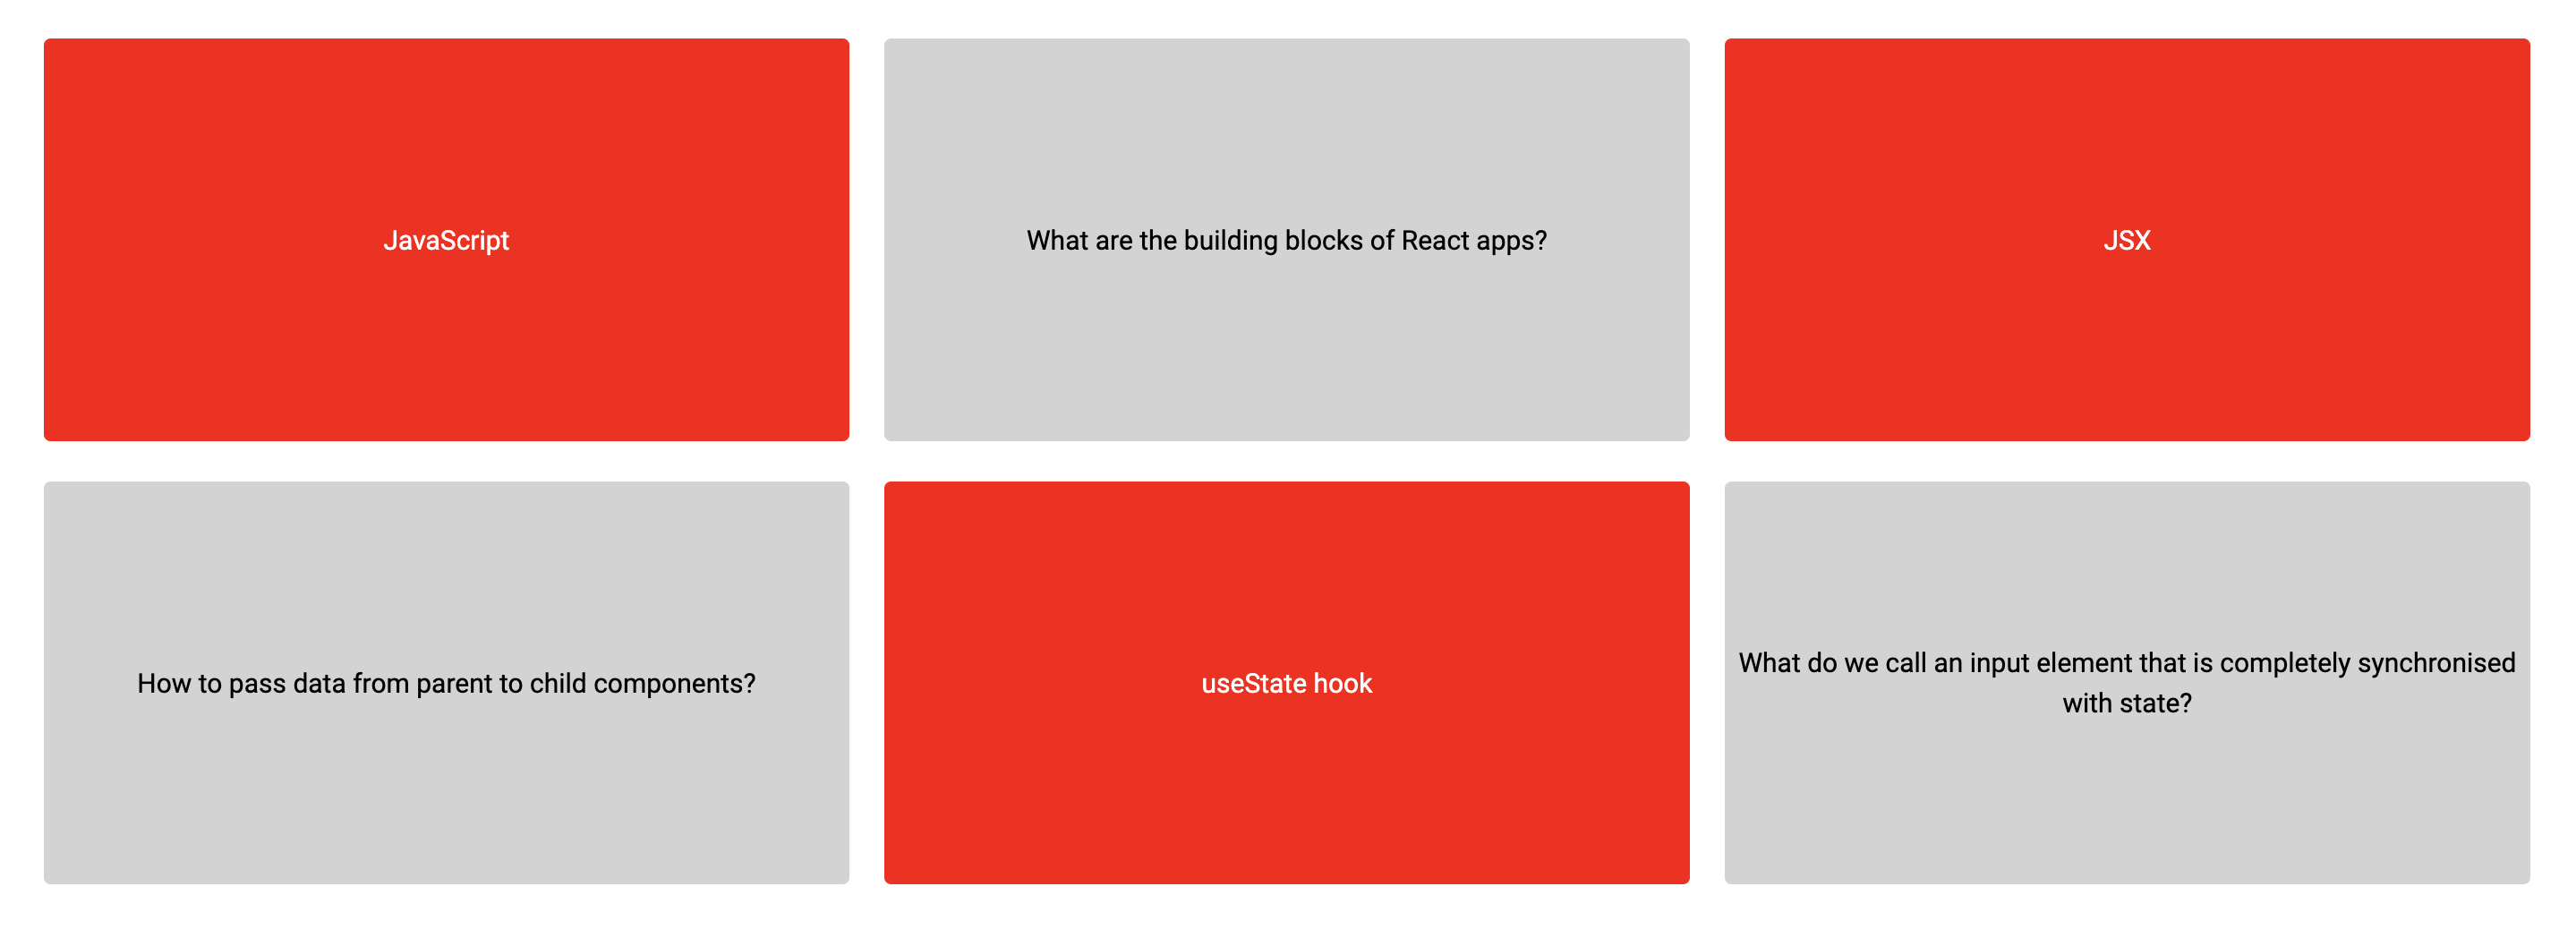 JavaScript
What are the building blocks of React apps?
JSX
How to pass data from parent to child components?
useState hook
What do we call an input element that is completely synchronised
with state?